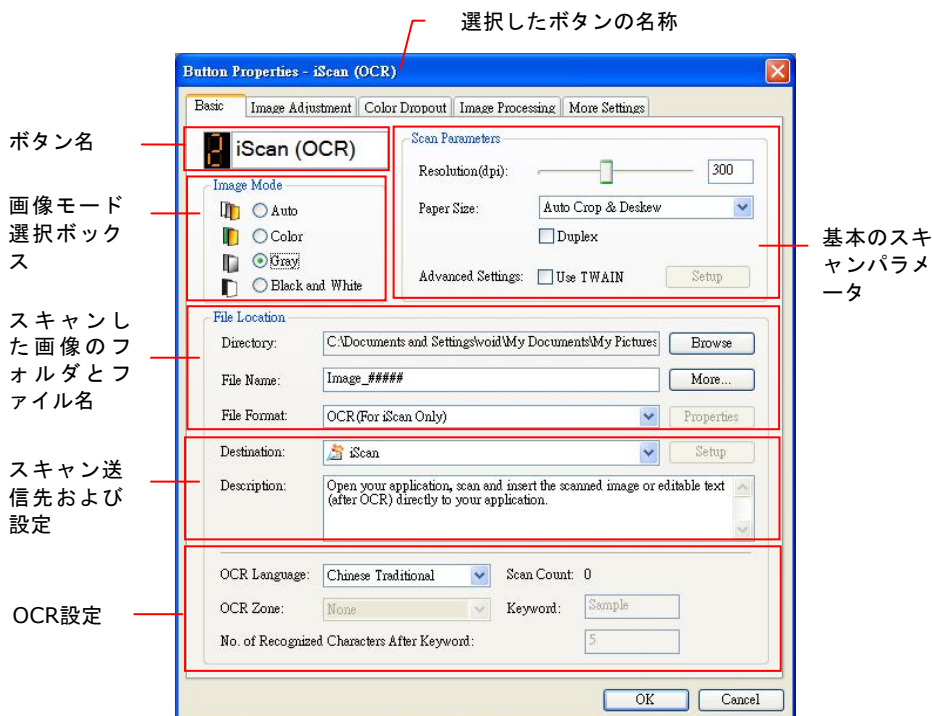 選択したボタンの名称
Button Properties - iScan (OCR)
Basic
Image Adjustment
Color Dropout
Image Processing
More Settings
ボタン名
2 iScan (OCR)
画像モード
選択ボック
ス
Image Mode
Auto
Color
Gray
Black and White
Scan Parameters
Resolution(dpi): 300
Paper Size: Auto Crop & Deskew
Duplex
Advanced Settings: Use TWAIN Setup
基本のスキ
ャンパラメ
ータ
スキャンし
た画像のフ
ォルダとフ
ァイル名
File Location
Directory: C:\Documents and Settings\void\My Documents\My Pictures Browse
File Name: Image_##### More...
File Format: OCR(For iScan Only) Properties
スキャン送
信先および
設定
Destination: iScan Setup
Description: Open your application, scan and insert the scanned image or editable text
(after OCR) directly to your application.
OCR設定
OCR Language: Chinese Traditional Scan Count: 0
OCR Zone: None Keyword: Sample
No. of Recognized Characters After Keyword: 5
OK Cancel